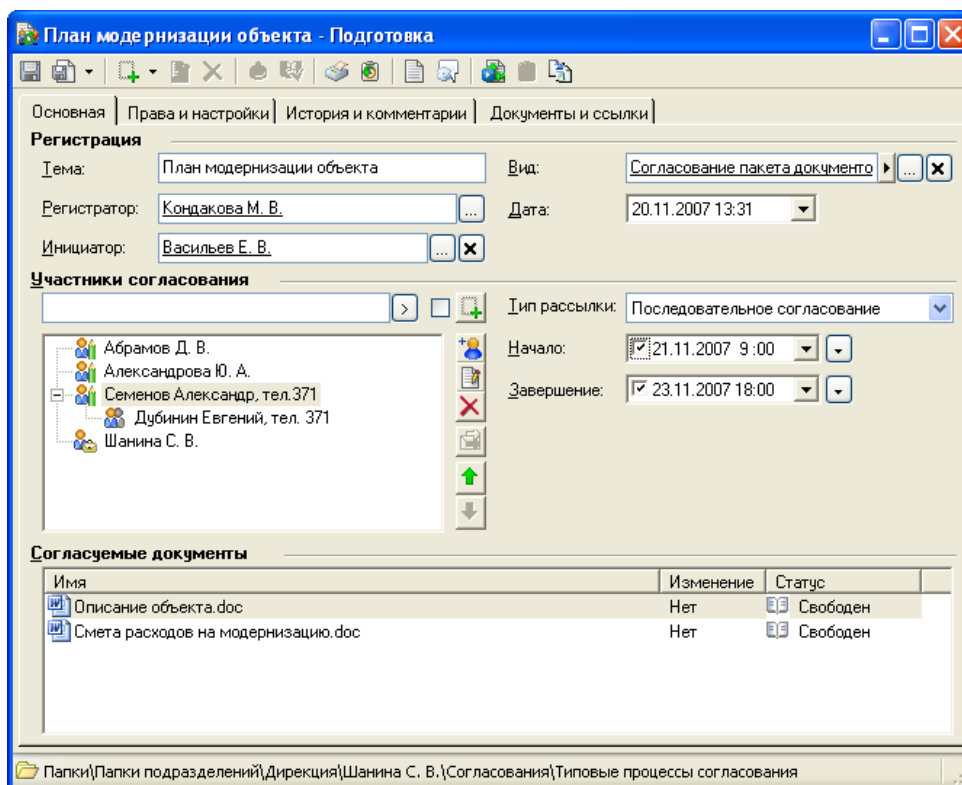 План модернизации объекта - Подготовка
Основная Права и настройки История и комментарии Документы и ссылки
Регистрация
Тема: План модернизации объекта Вид: Согласование пакета документо ...
Регистратор: Кондакова М. В. ... Дата: 20.11.2007 13:31
Инициатор: Васильев Е. В. ...
Участники согласования
Тип рассылки: Последовательное согласование
Абрамов Д. В. Начало: 21.11.2007 9:00
Александрова Ю. А.
Семенов Александр, тел.371 Завершение: 23.11.2007 18:00
Дубинин Евгений, тел. 371
Шанина С. В.
Согласуемые документы
Имя Изменение Статус
Описание объекта.doc Нет Свободен
Смета расходов на модернизацию.doc Нет Свободен
Папки\Папки подразделений\Дирекция\Шанина С. В.\Согласования\Типовые процессы согласования